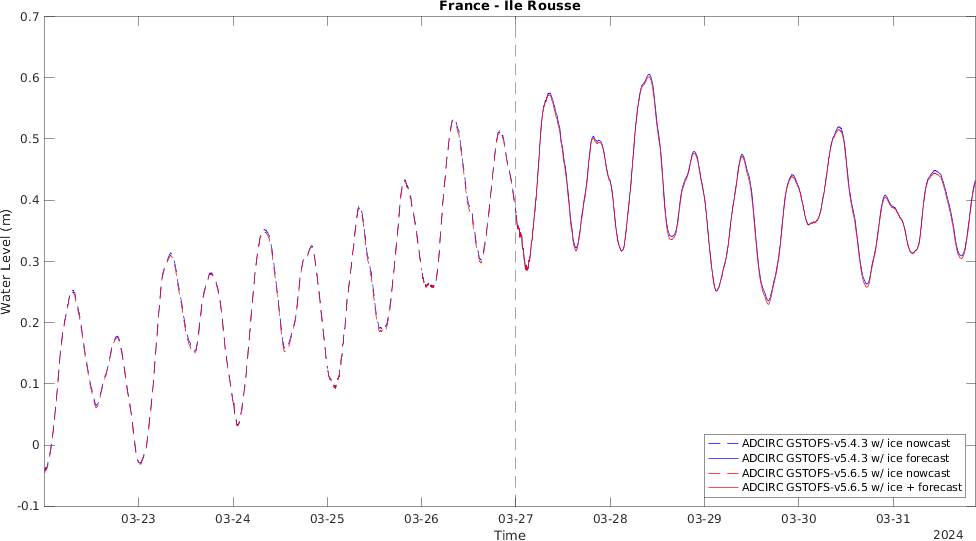 France - Ile Rousse
Water Level (m)
0.7
0.6
0.5
0.4
0.3
0.2
0.1
0
-0.1
03-23 03-24 03-25 03-26 03-27 03-28 03-29 03-30 03-31
Time
2024
ADCIRC GSTOFS-v5.4.3 w/ ice nowcast
ADCIRC GSTOFS-v5.4.3 w/ ice forecast
ADCIRC GSTOFS-v5.6.5 w/ ice nowcast
ADCIRC GSTOFS-v5.6.5 w/ ice + forecast